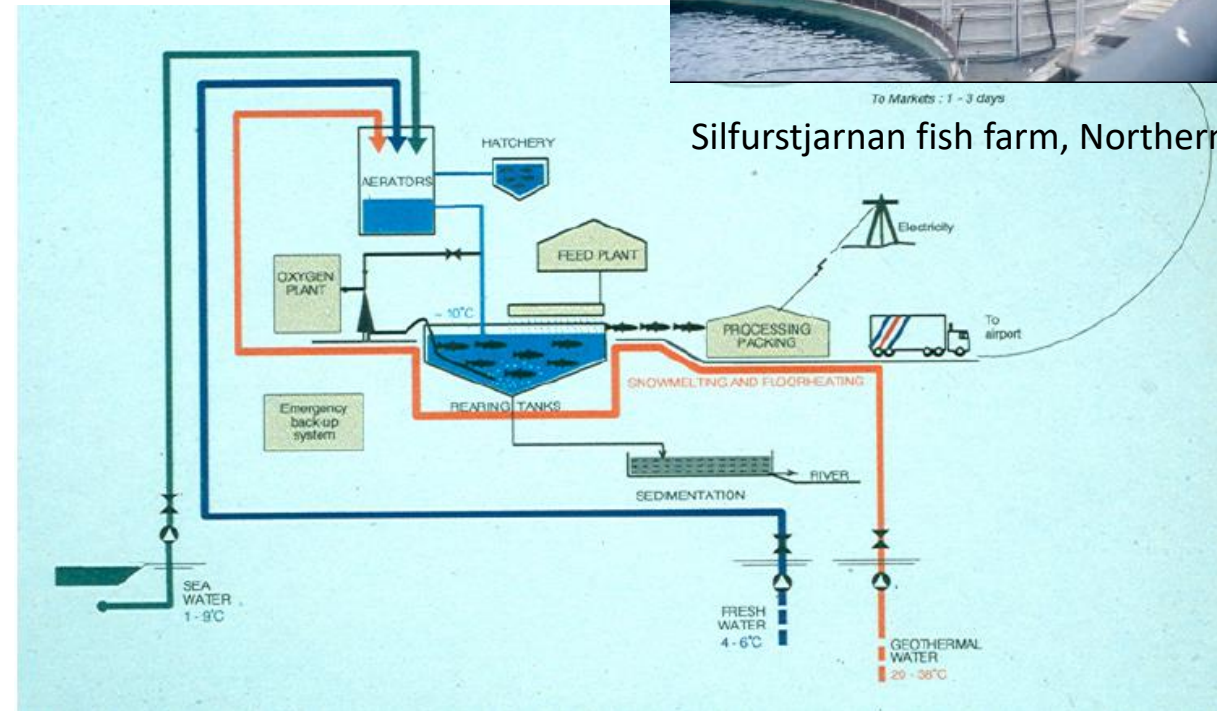 To Markets : 1 - 3 days
Silfurstjarnan fish farm, Northern
HATCHERY
AERATORS
Electricity
FEED PLANT
OXYGEN
PLANT
~ 10°C
PROCESSING
PACKING
To
airport
SNOWMELTING AND FLOORHEATING
REARING TANKS
Emergency
back-up
system
RIVER
SEDIMENTATION
SEA
WATER
1 - 9°C
FRESH
WATER
4 - 6°C
GEOTHERMAL
WATER
20 - 38°C